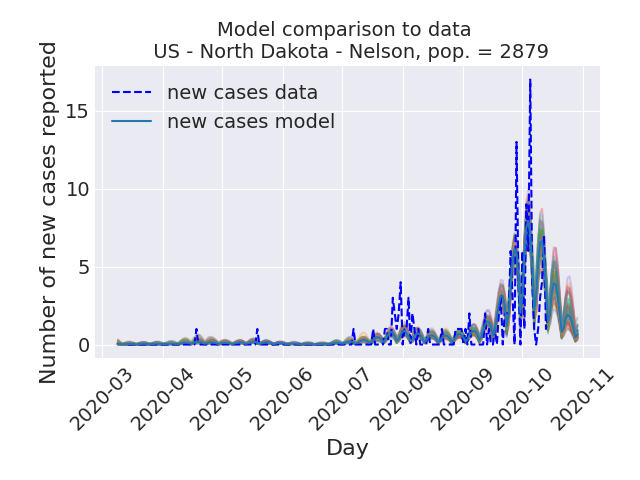 Model comparison to data
US - North Dakota - Nelson, pop. = 2879
new cases data
new cases model
Number of new cases reported
15
10
5
0
2020-03
2020-04
2020-05
2020-06
2020-07
2020-08
2020-09
2020-10
2020-11
Day